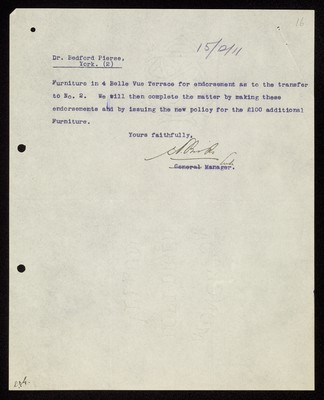 16
15/2/11
Dr. Bedford Pierce,
York. (2)
Furniture in 4 Belle Vue Terrace for endorsement as to the transfer
to No. 2. We will then complete the matter by making these
endorsements and by issuing the new policy for the £100 additional
Furniture.
Yours faithfully,
General Manager.